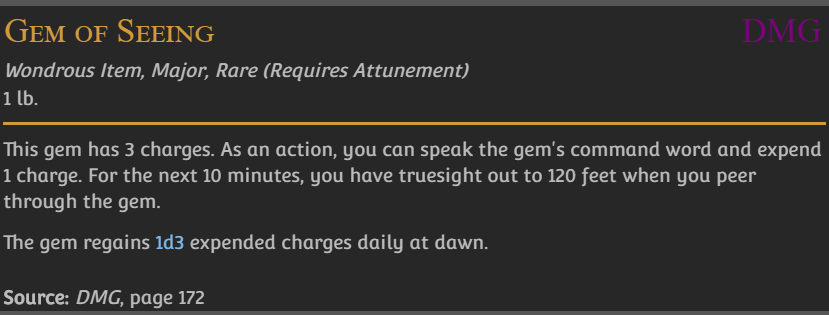 Gem of Seeing DMG
Wondrous Item, Major, Rare (Requires Attunement)
1 lb.
This gem has 3 charges. As an action, you can speak the gem's command word and expend
1 charge. For the next 10 minutes, you have truesight out to 120 feet when you peer
through the gem.
The gem regains 1d3 expended charges daily at dawn.
Source: DMG, page 172